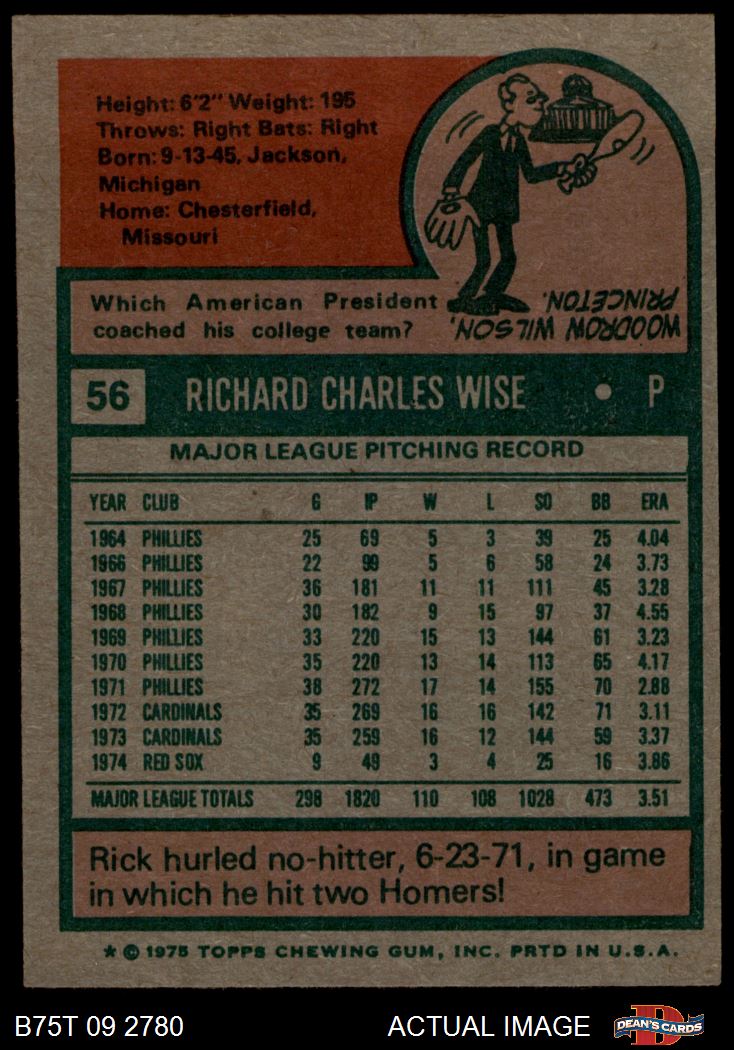 Height: 6'2" Weight: 195
Throws: Right Bats: Right
Born: 9-13-45, Jackson,
Michigan
Home: Chesterfield,
Missouri
Which American President
coached his college team?
WOODROW WILSON,
PRINCETON.
56 RICHARD CHARLES WISE • P
MAJOR LEAGUE PITCHING RECORD
YEAR CLUB G IP W L SO BB ERA
1964 PHILLIES 25 69 5 3 39 25 4.04
1966 PHILLIES 22 99 5 6 58 24 3.73
1967 PHILLIES 36 181 11 11 111 45 3.28
1968 PHILLIES 30 182 9 15 97 37 4.55
1969 PHILLIES 33 220 15 13 144 61 3.23
1970 PHILLIES 35 220 13 14 113 65 4.17
1971 PHILLIES 38 272 17 14 155 70 2.88
1972 CARDINALS 35 269 16 16 142 71 3.11
1973 CARDINALS 35 259 16 12 144 59 3.37
1974 RED SOX 9 49 3 4 25 16 3.86
MAJOR LEAGUE TOTALS 298 1820 110 108 1028 473 3.51
Rick hurled no-hitter, 6-23-71, in game
in which he hit two Homers!
* © 1975 TOPPS CHEWING GUM, INC. PRTD IN U.S.A.
B75T 09 2780 ACTUAL IMAGE D DEAN'S CARDS